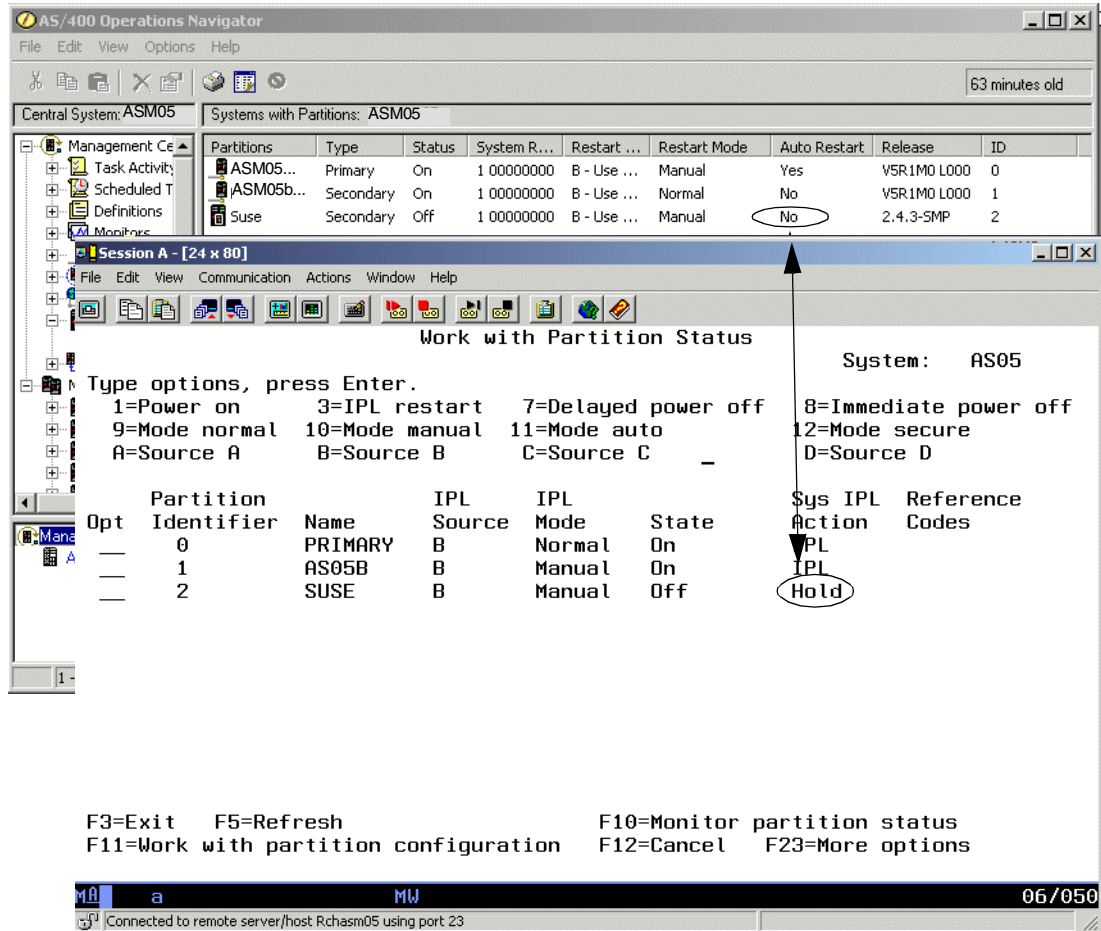 AS/400 Operations Navigator
File Edit View Options Help
63 minutes old
Central System: ASM05 Systems with Partitions: ASM05
Management Ce
Task Activity
Scheduled T
Definitions
Monitors
Partitions Type Status System R... Restart ... Restart Mode Auto Restart Release ID
ASM05... Primary On 1 00000000 B - Use ... Manual Yes V5R1M0 L000 0
ASM05b... Secondary On 1 00000000 B - Use ... Normal No V5R1M0 L000 1
Suse Secondary Off 1 00000000 B - Use ... Manual No 2.4.3-SMP 2
Session A - [24 x 80]
File Edit View Communication Actions Window Help
Work with Partition Status
System: AS05
Type options, press Enter.
1=Power on 3=IPL restart 7=Delayed power off 8=Immediate power off
9=Mode normal 10=Mode manual 11=Mode auto 12=Mode secure
A=Source A B=Source B C=Source C _ D=Source D
Partition IPL IPL Sys IPL Reference
Opt Identifier Name Source Mode State Action Codes
__ 0 PRIMARY B Normal On IPL
__ 1 AS05B B Manual On IPL
__ 2 SUSE B Manual Off Hold
Mana
A
1 -
F3=Exit F5=Refresh F10=Monitor partition status
F11=Work with partition configuration F12=Cancel F23=More options
MA a MW 06/050
Connected to remote server/host Rchasm05 using port 23